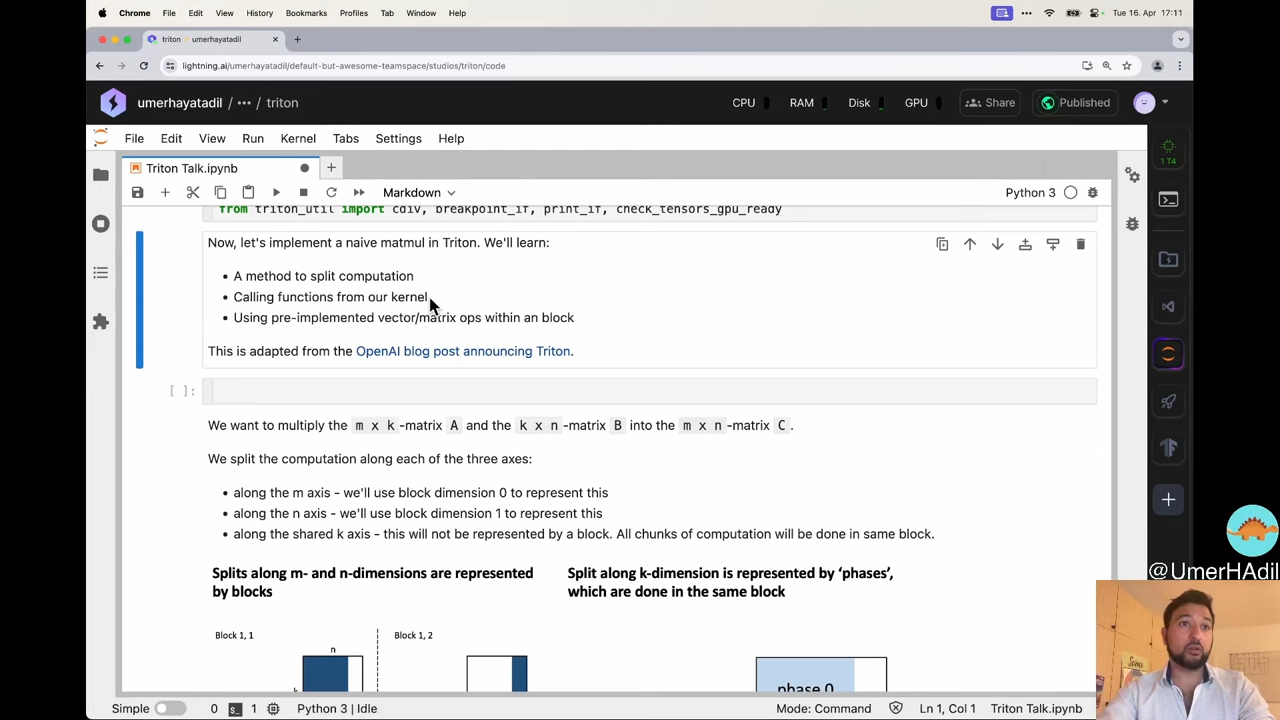 Chrome File Edit View History Bookmarks Profiles Tab Window Help Tue 16. Apr 17:11
triton umerhayatadil
lightning.ai/umerhayatadil/default-but-awesome-teamspace/studios/triton/code
umerhayatadil / ••• / triton CPU RAM Disk GPU Share Published
File Edit View Run Kernel Tabs Settings Help
1 T4
Triton Talk.ipynb
Markdown Python 3
from triton_util import cdiv, breakpoint_if, print_if, check_tensors_gpu_ready
Now, let's implement a naive matmul in Triton. We'll learn:
• A method to split computation
• Calling functions from our kernel
• Using pre-implemented vector/matrix ops within an block
This is adapted from the OpenAI blog post announcing Triton.
[ ]:
We want to multiply the m x k -matrix A and the k x n -matrix B into the m x n -matrix C .
We split the computation along each of the three axes:
• along the m axis - we'll use block dimension 0 to represent this
• along the n axis - we'll use block dimension 1 to represent this
• along the shared k axis - this will not be represented by a block. All chunks of computation will be done in same block.
Splits along m- and n-dimensions are represented
by blocks
Split along k-dimension is represented by ‘phases’,
which are done in the same block
Block 1, 1
Block 1, 2
n
phase 0
@UmerHAdil
Science
Simple 0 1 Python 3 | Idle Mode: Command Ln 1, Col 1 Triton Talk.ipynb